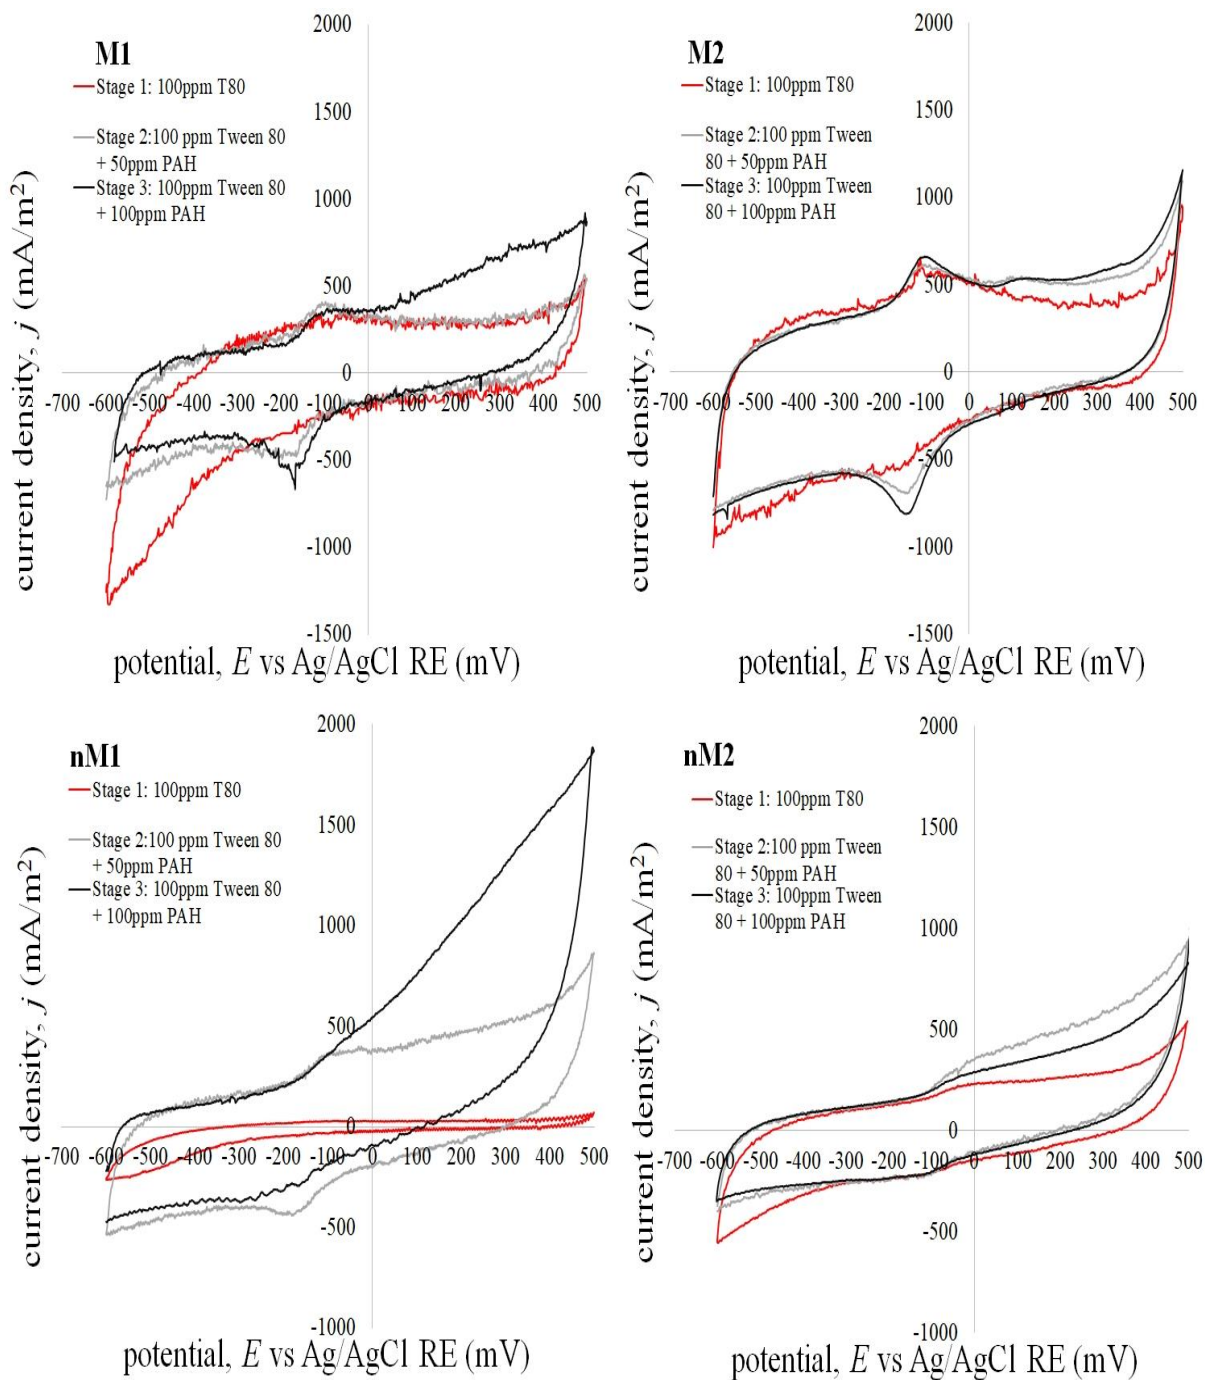 M1
Stage 1: 100ppm T80
Stage 2:100 ppm Tween 80
+ 50ppm PAH
Stage 3: 100ppm Tween 80
+ 100ppm PAH
current density, j (mA/m²)
2000
1500
1000
500
0
-500
-1000
-1500
-700 -600 -500 -400 -300 -200 -100 0 100 200 300 400 500
potential, E vs Ag/AgCl RE (mV)
M2
Stage 1: 100ppm T80
Stage 2:100 ppm Tween
80 + 50ppm PAH
Stage 3: 100ppm Tween
80 + 100ppm PAH
current density, j (mA/m²)
2000
1500
1000
500
0
-500
-1000
-1500
-700 -600 -500 -400 -300 -200 -100 0 100 200 300 400 500
potential, E vs Ag/AgCl RE (mV)
nM1
Stage 1: 100ppm T80
Stage 2:100 ppm Tween 80
+ 50ppm PAH
Stage 3: 100ppm Tween 80
+ 100ppm PAH
current density, j (mA/m²)
2000
1500
1000
500
0
-500
-1000
-700 -600 -500 -400 -300 -200 -100 0 100 200 300 400 500
potential, E vs Ag/AgCl RE (mV)
nM2
Stage 1: 100ppm T80
Stage 2:100 ppm Tween
80 + 50ppm PAH
Stage 3: 100ppm Tween
80 + 100ppm PAH
current density, j (mA/m²)
2000
1500
1000
500
0
-500
-1000
-700 -600 -500 -400 -300 -200 -100 0 100 200 300 400 500
potential, E vs Ag/AgCl RE (mV)